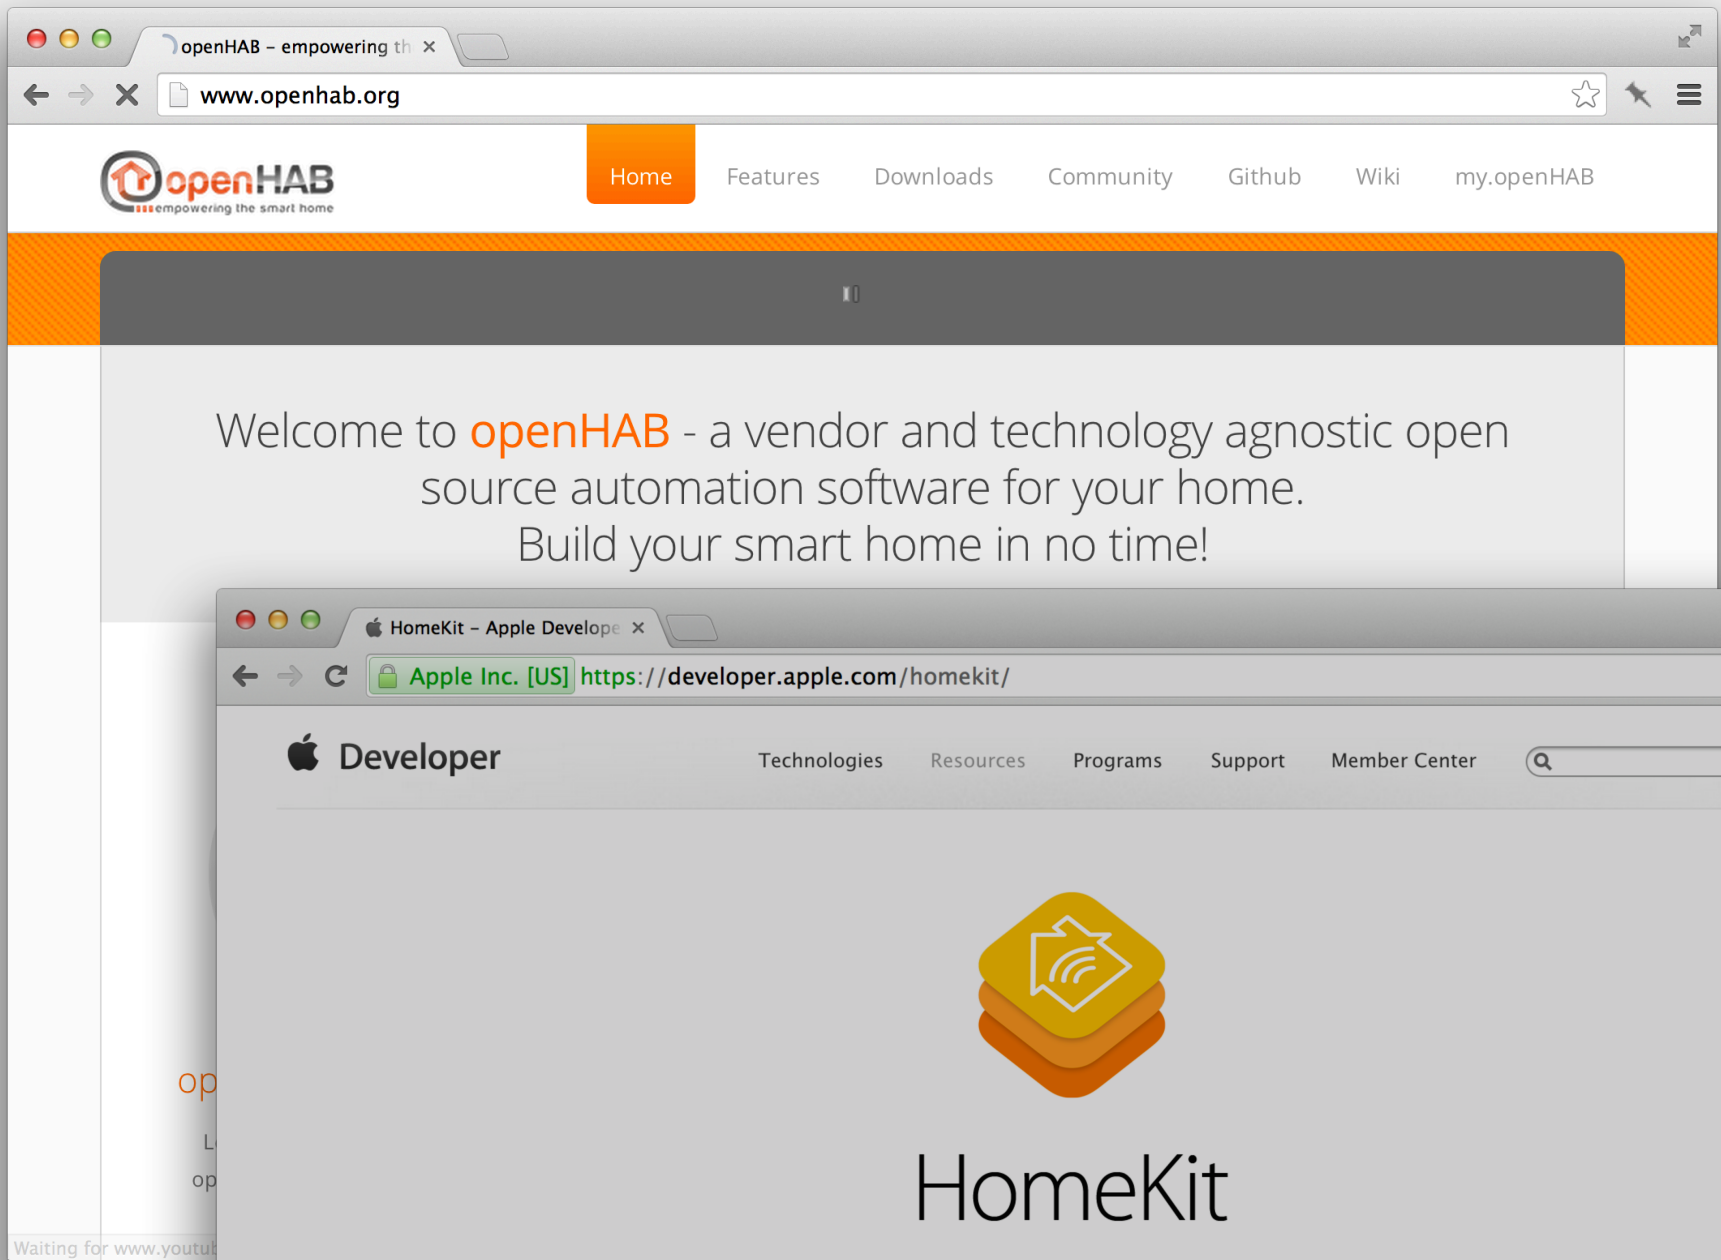 openHAB – empowering th
www.openhab.org
openHAB
empowering the smart home
Home Features Downloads Community Github Wiki my.openHAB
Welcome to openHAB - a vendor and technology agnostic open
source automation software for your home.
Build your smart home in no time!
HomeKit – Apple Develope
Apple Inc. [US] https://developer.apple.com/homekit/
Developer
Technologies Resources Programs Support Member Center
op
L
op
HomeKit
Waiting for www.youtub